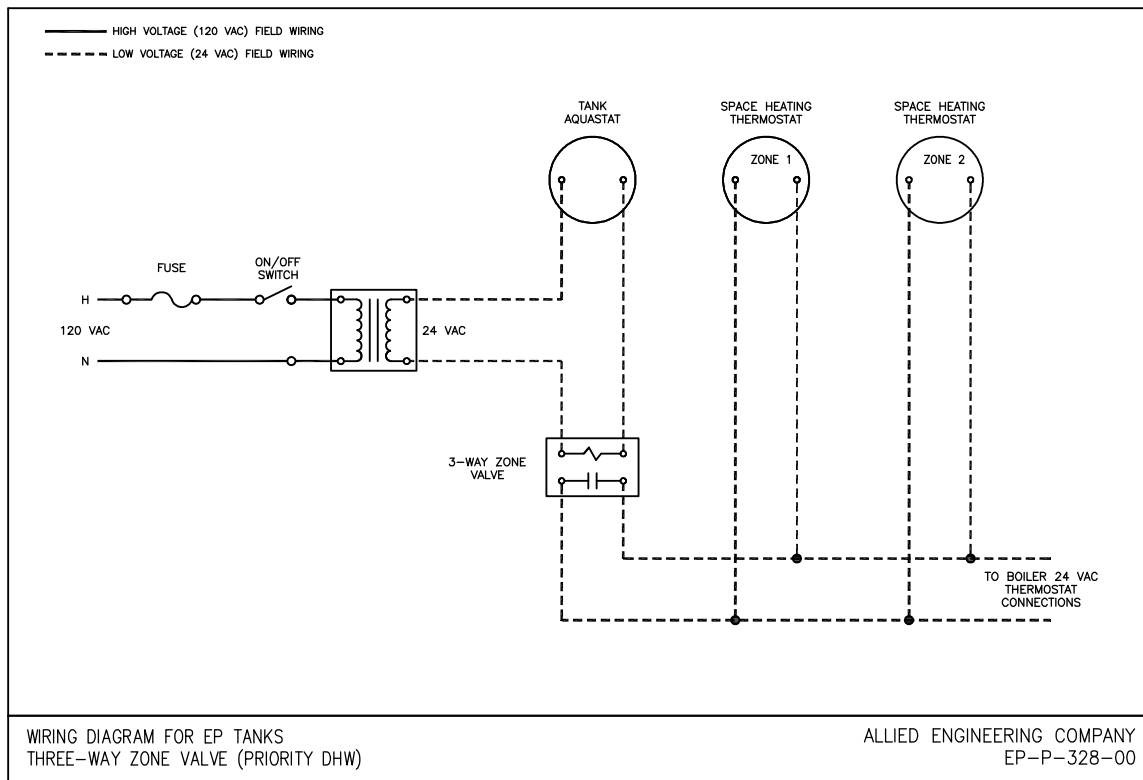 HIGH VOLTAGE (120 VAC) FIELD WIRING
LOW VOLTAGE (24 VAC) FIELD WIRING
TANK
AQUASTAT
SPACE HEATING
THERMOSTAT
SPACE HEATING
THERMOSTAT
ZONE 1
ZONE 2
FUSE
ON/OFF
SWITCH
H
120 VAC
24 VAC
N
3-WAY ZONE
VALVE
TO BOILER 24 VAC
THERMOSTAT
CONNECTIONS
WIRING DIAGRAM FOR EP TANKS
THREE-WAY ZONE VALVE (PRIORITY DHW)
ALLIED ENGINEERING COMPANY
EP-P-328-00